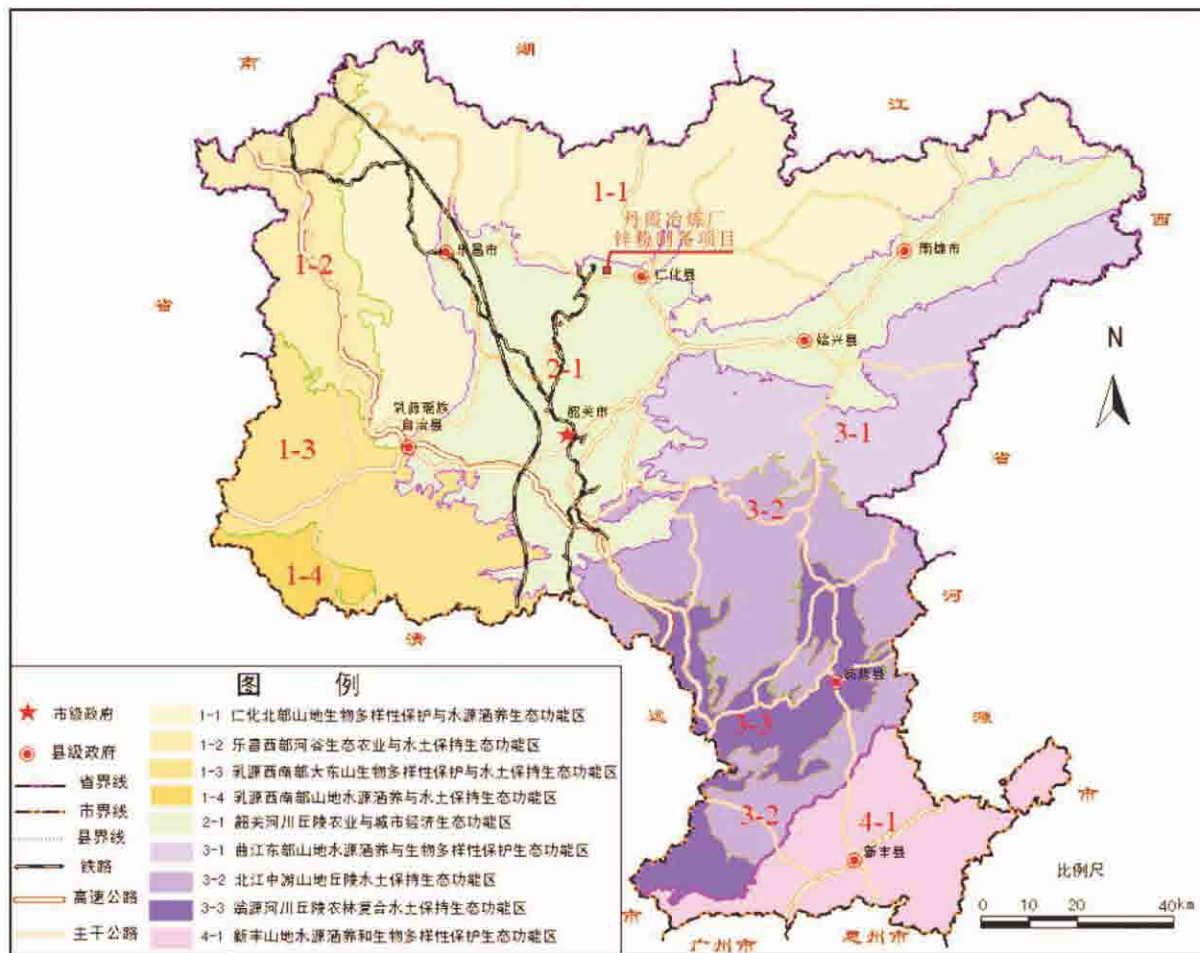 湖
南
江
1-1
丹霞冶炼厂
锌粉制备项目
西
乐昌市
仁化县
南雄市
1-2
省
始兴县
N
2-1
韶关市
乳源瑶族
自治县
3-1
1-3
省
3-2
1-4
河
清
翁源县
远
源
3-3
3-2
4-1
市
新丰县
市
广州市
惠州市
比例尺
0 10 20 40km
图 例
市级政府
县级政府
省界线
市界线
县界线
铁路
高速公路
主干公路
1-1 仁化北部山地生物多样性保护与水源涵养生态功能区
1-2 乐昌西部河谷生态农业与水土保持生态功能区
1-3 乳源西南部大东山生物多样性保护与水土保持生态功能区
1-4 乳源西南部山地水源涵养与水土保持生态功能区
2-1 韶关河川丘陵农业与城市经济生态功能区
3-1 曲江东部山地水源涵养与生物多样性保护生态功能区
3-2 北江中游山地丘陵水土保持生态功能区
3-3 翁源河川丘陵农林复合水土保持生态功能区
4-1 新丰山地水源涵养和生物多样性保护生态功能区